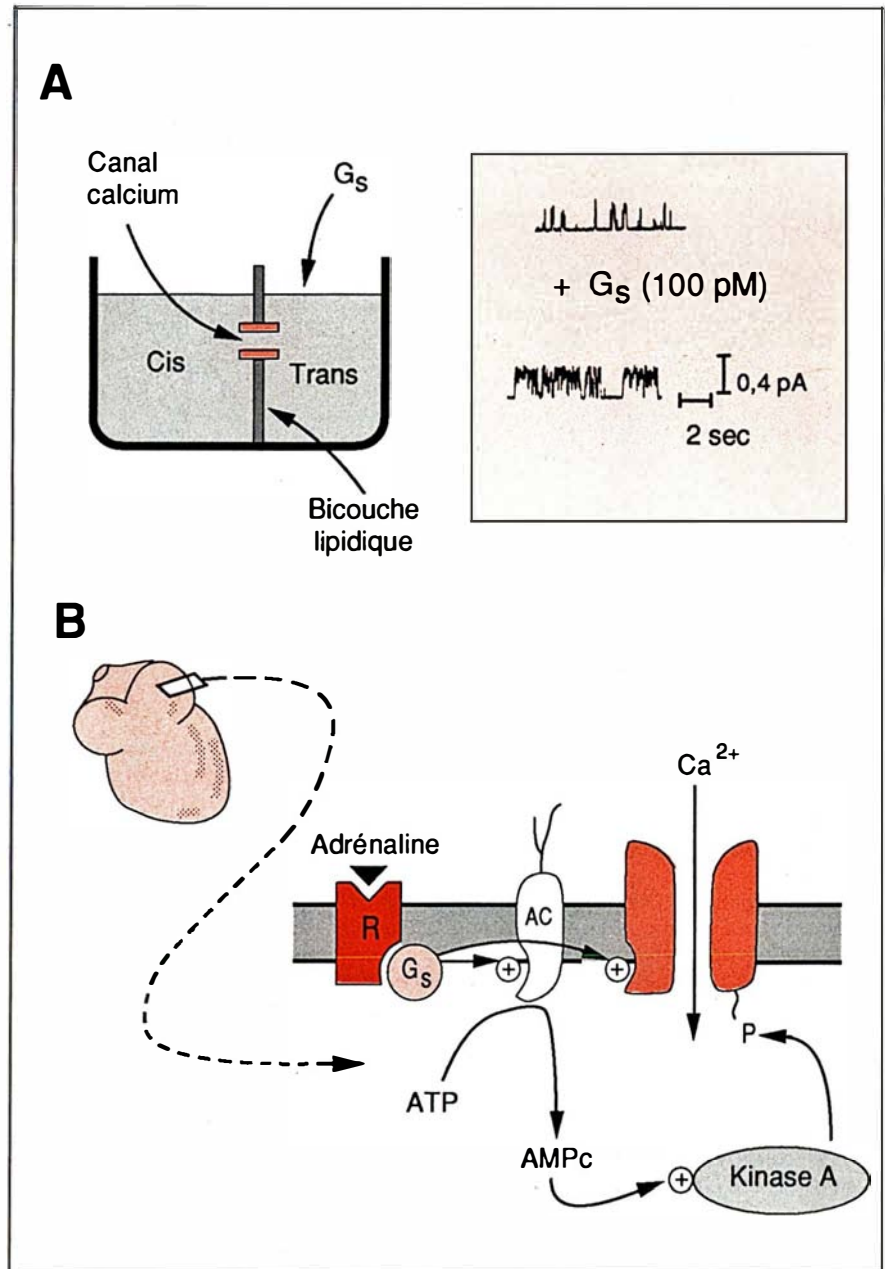 A
Canal
calcium
Gs
Cis
Trans
Bicouche
lipidique
+ Gs (100 pM)
0,4 pA
2 sec
B
Ca2+
Adrénaline
R
AC
Gs
+
+
P
ATP
AMPc
+
Kinase A